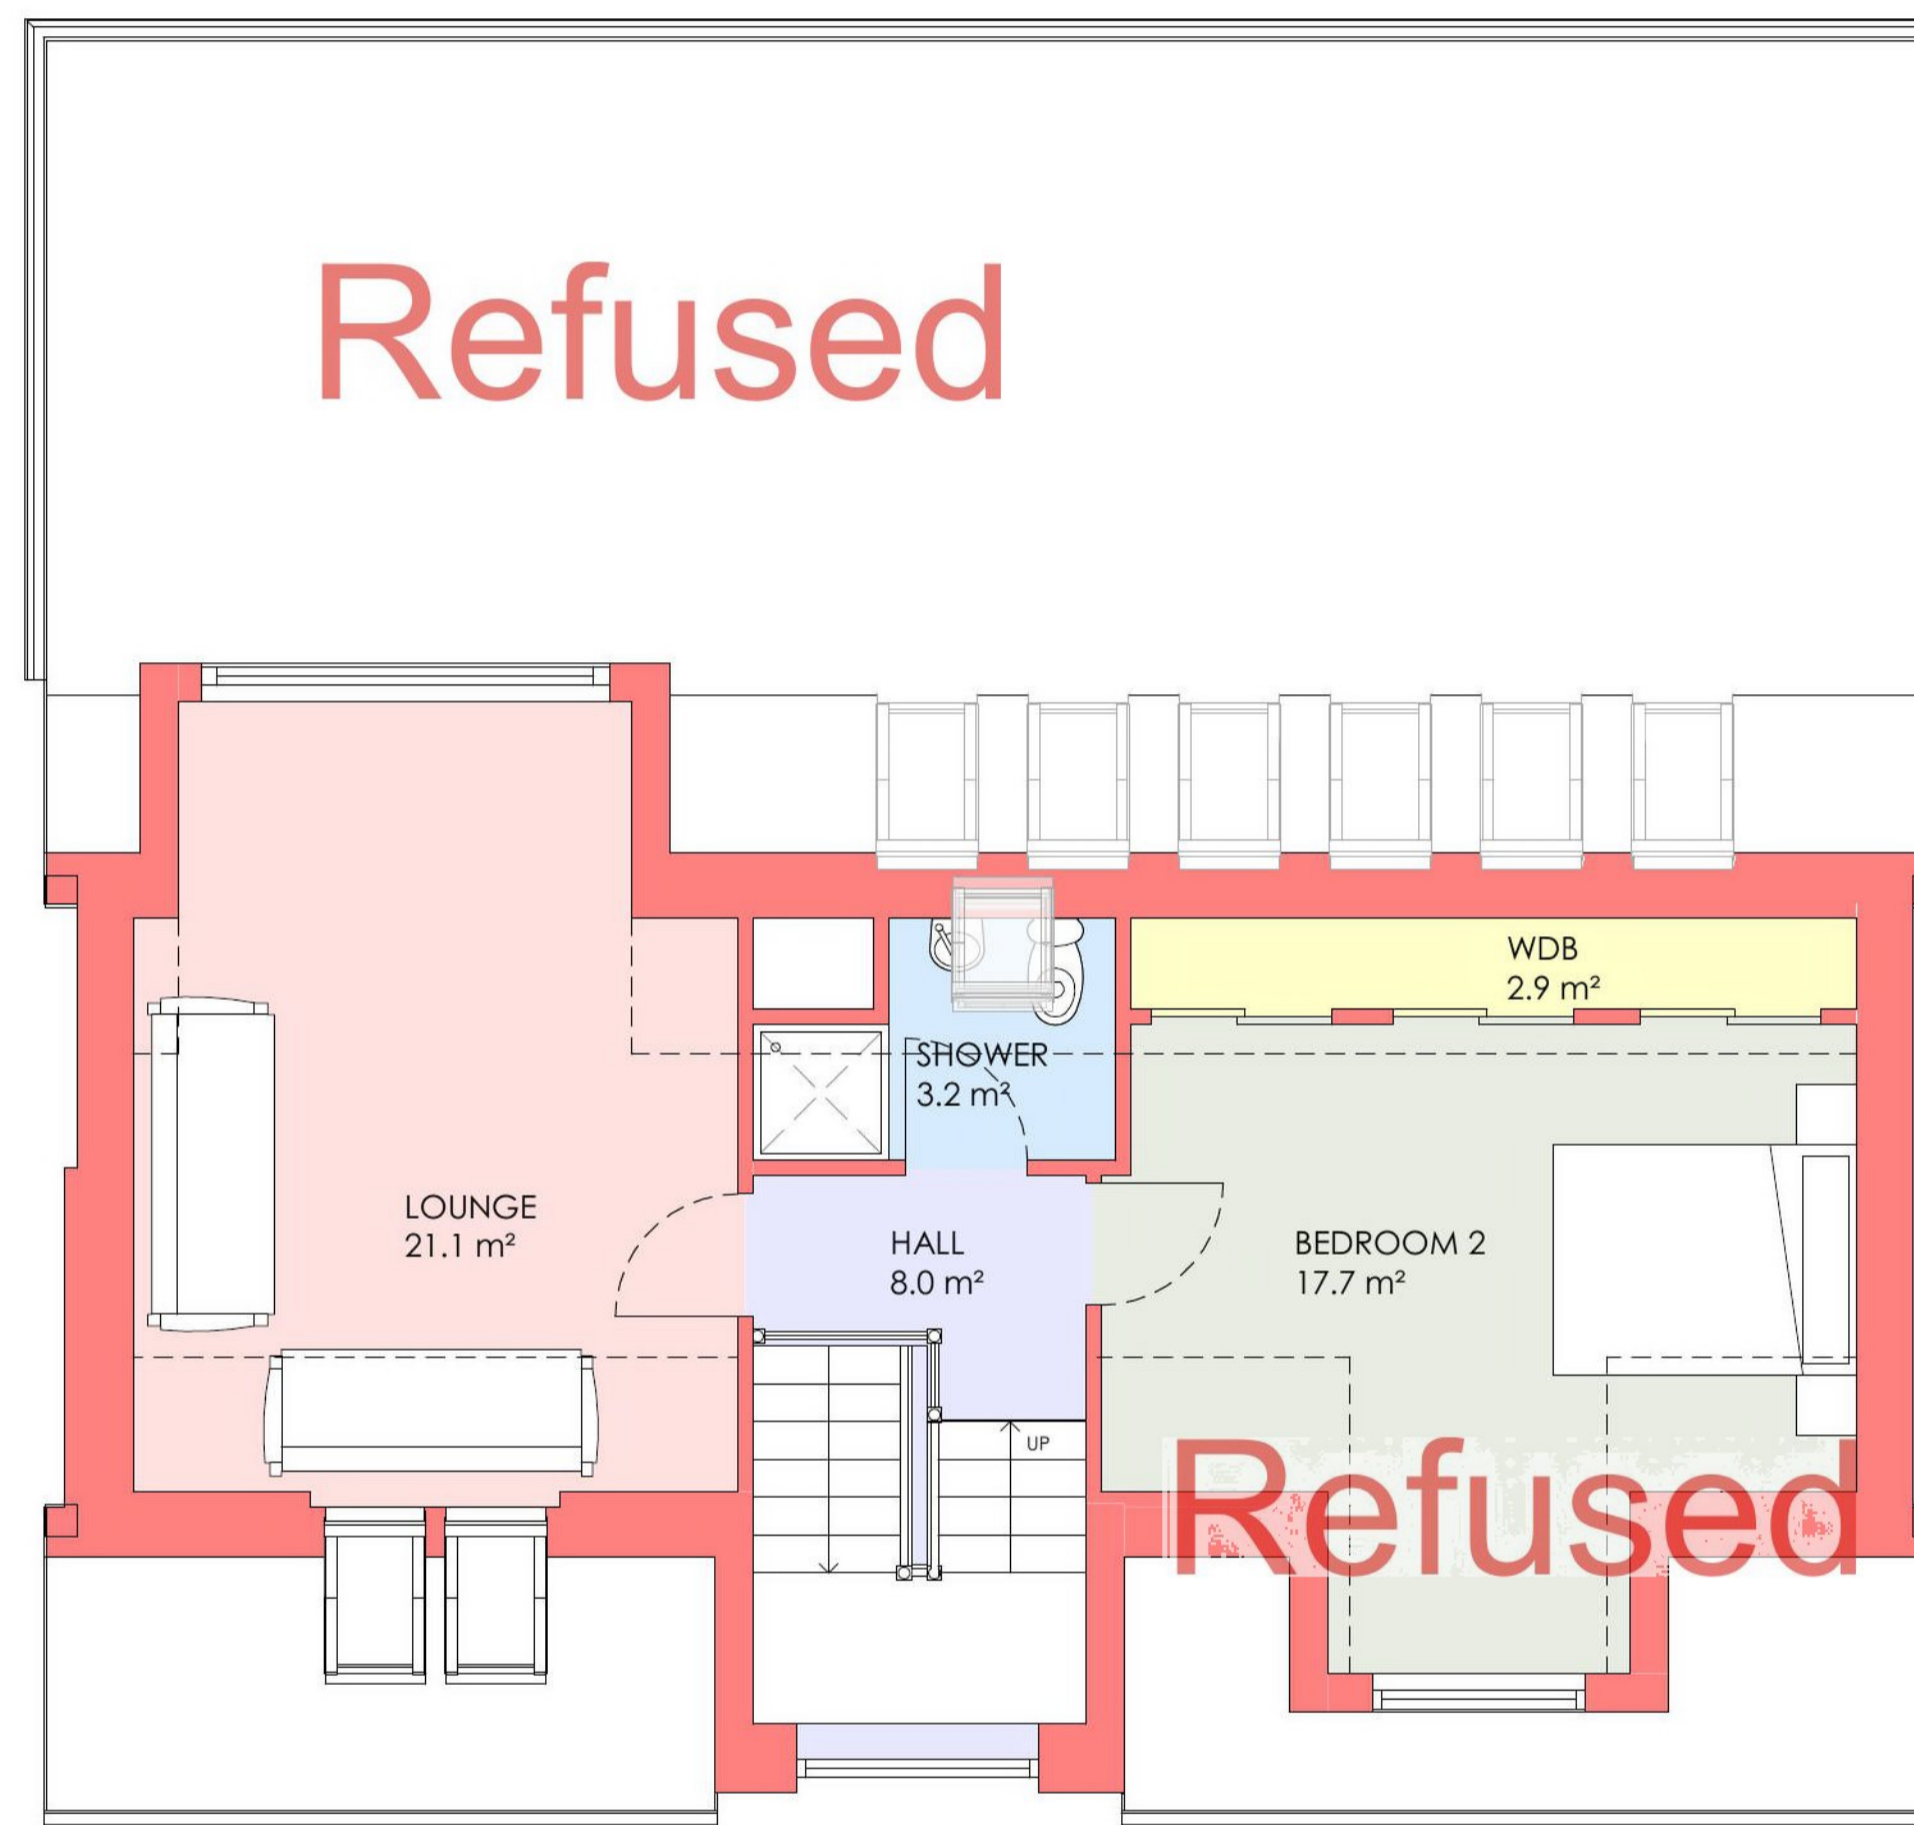 Refused
WDB
2.9 m²
SHOWER
3.2 m²
LOUNGE
21.1 m²
HALL
8.0 m²
BEDROOM 2
17.7 m²
UP
Refused